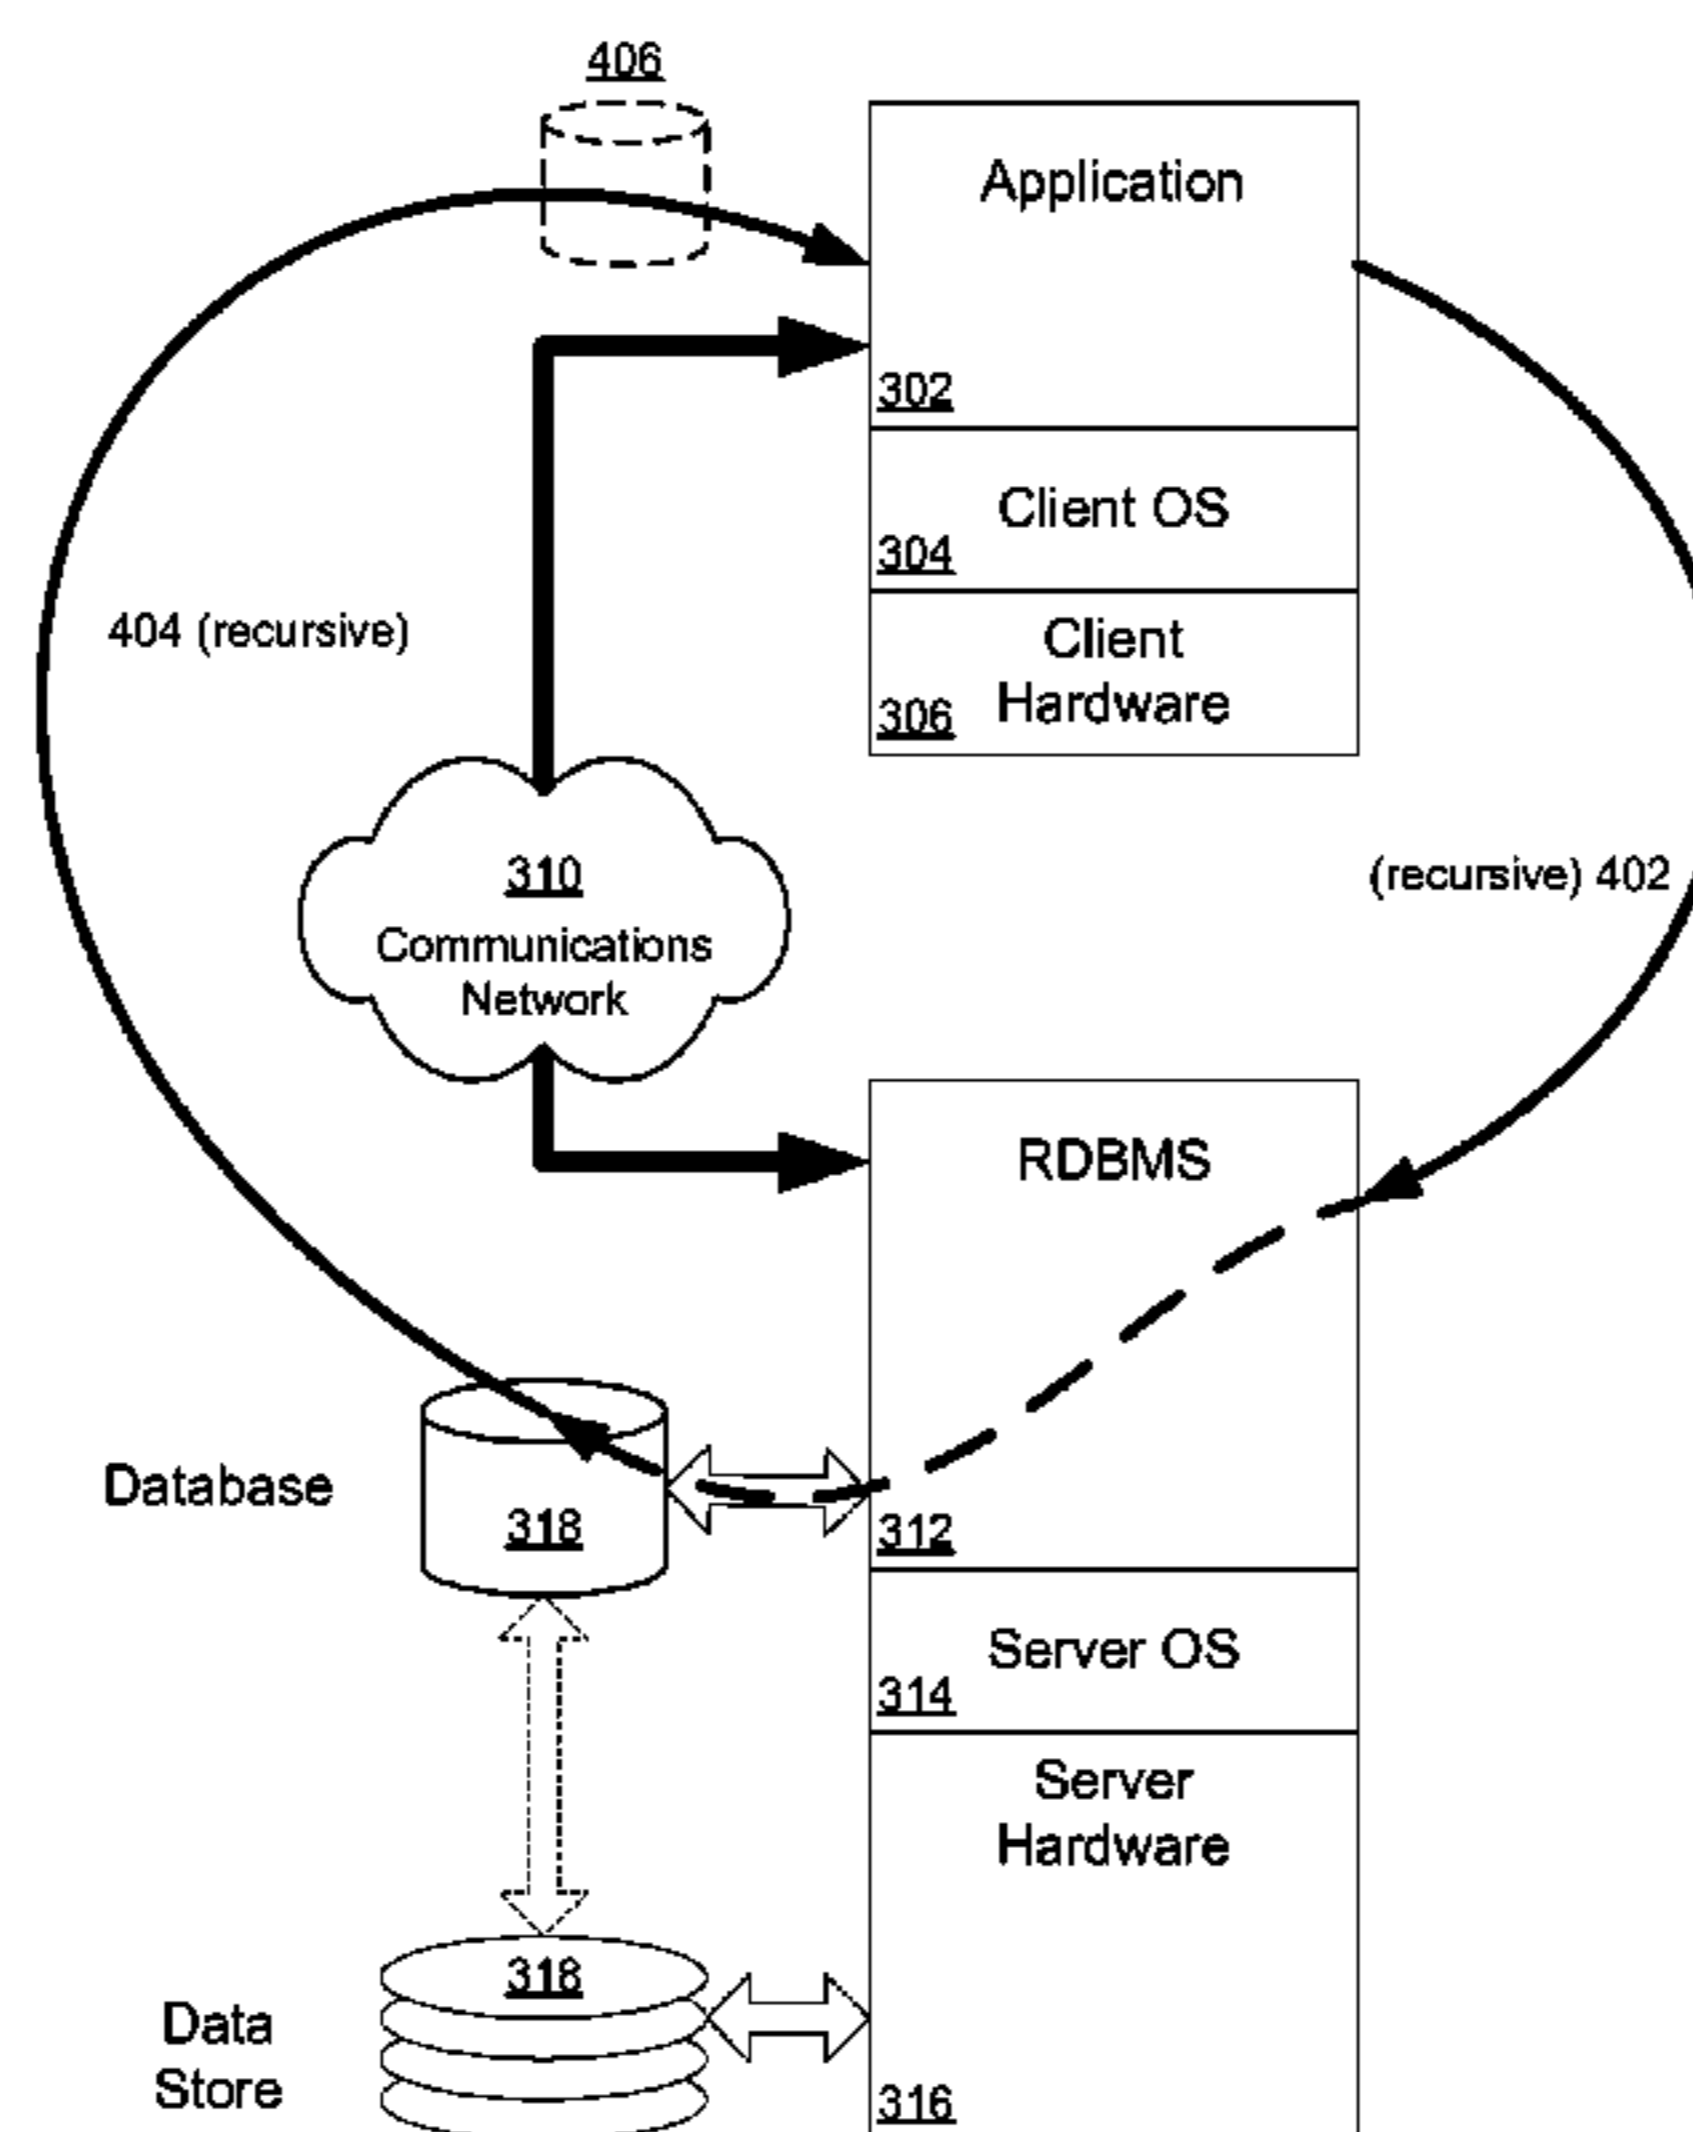 406
Application
302
Client OS
304
Client
Hardware
306
404 (recursive)
(recursive) 402
310
Communications
Network
RDBMS
312
Database
318
Server OS
314
Server
Hardware
318
Data
Store
316